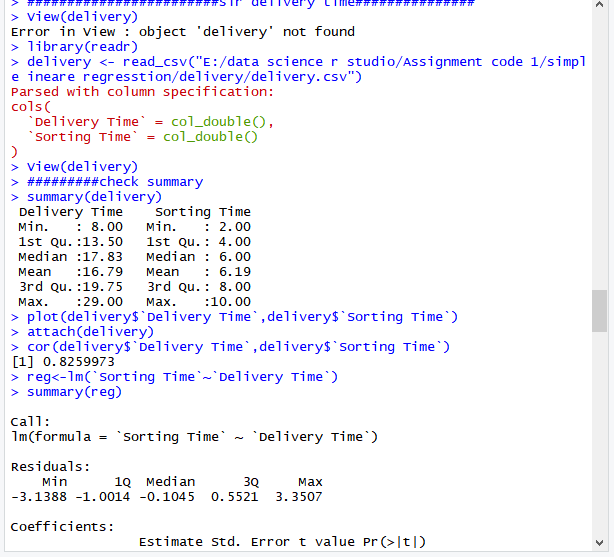 > ########################slr delivery time###############
> View(delivery)
Error in View : object 'delivery' not found
> library(readr)
> delivery <- read_csv("E:/data science r studio/Assignment code 1/simpl
e ineare regresstion/delivery/delivery.csv")
Parsed with column specification:
cols(
  `Delivery Time` = col_double(),
  `Sorting Time` = col_double()
)
> View(delivery)
> #########check summary
> summary(delivery)
 Delivery Time    Sorting Time
 Min.   : 8.00   Min.   : 2.00
 1st Qu.:13.50   1st Qu.: 4.00
 Median :17.83   Median : 6.00
 Mean   :16.79   Mean   : 6.19
 3rd Qu.:19.75   3rd Qu.: 8.00
 Max.   :29.00   Max.   :10.00
> plot(delivery$`Delivery Time`,delivery$`Sorting Time`)
> attach(delivery)
> cor(delivery$`Delivery Time`,delivery$`Sorting Time`)
[1] 0.8259973
> reg<-lm(`Sorting Time`~`Delivery Time`)
> summary(reg)

Call:
lm(formula = `Sorting Time` ~ `Delivery Time`)

Residuals:
    Min      1Q  Median      3Q     Max
-3.1388 -1.0014 -0.1045  0.5521  3.3507

Coefficients:
                Estimate Std. Error t value Pr(>|t|)